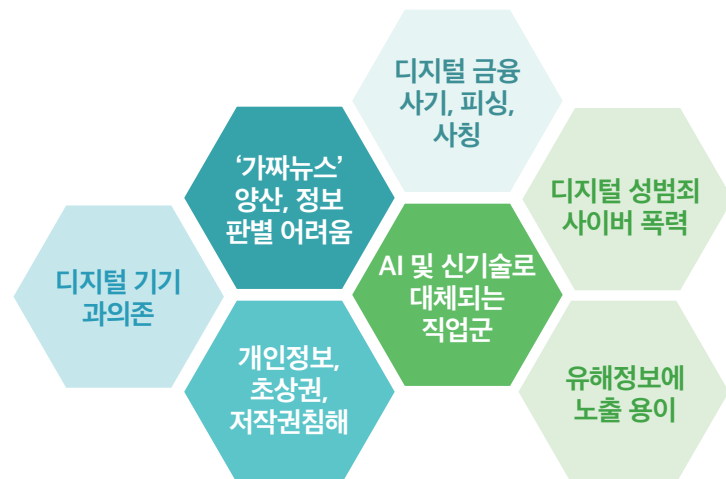 디지털 금융
사기, 피싱,
사칭
‘가짜뉴스’
양산, 정보
판별 어려움
디지털 성범죄
사이버 폭력
디지털 기기
과의존
AI 및 신기술로
대체되는
직업군
개인정보,
초상권,
저작권침해
유해정보에
노출 용이